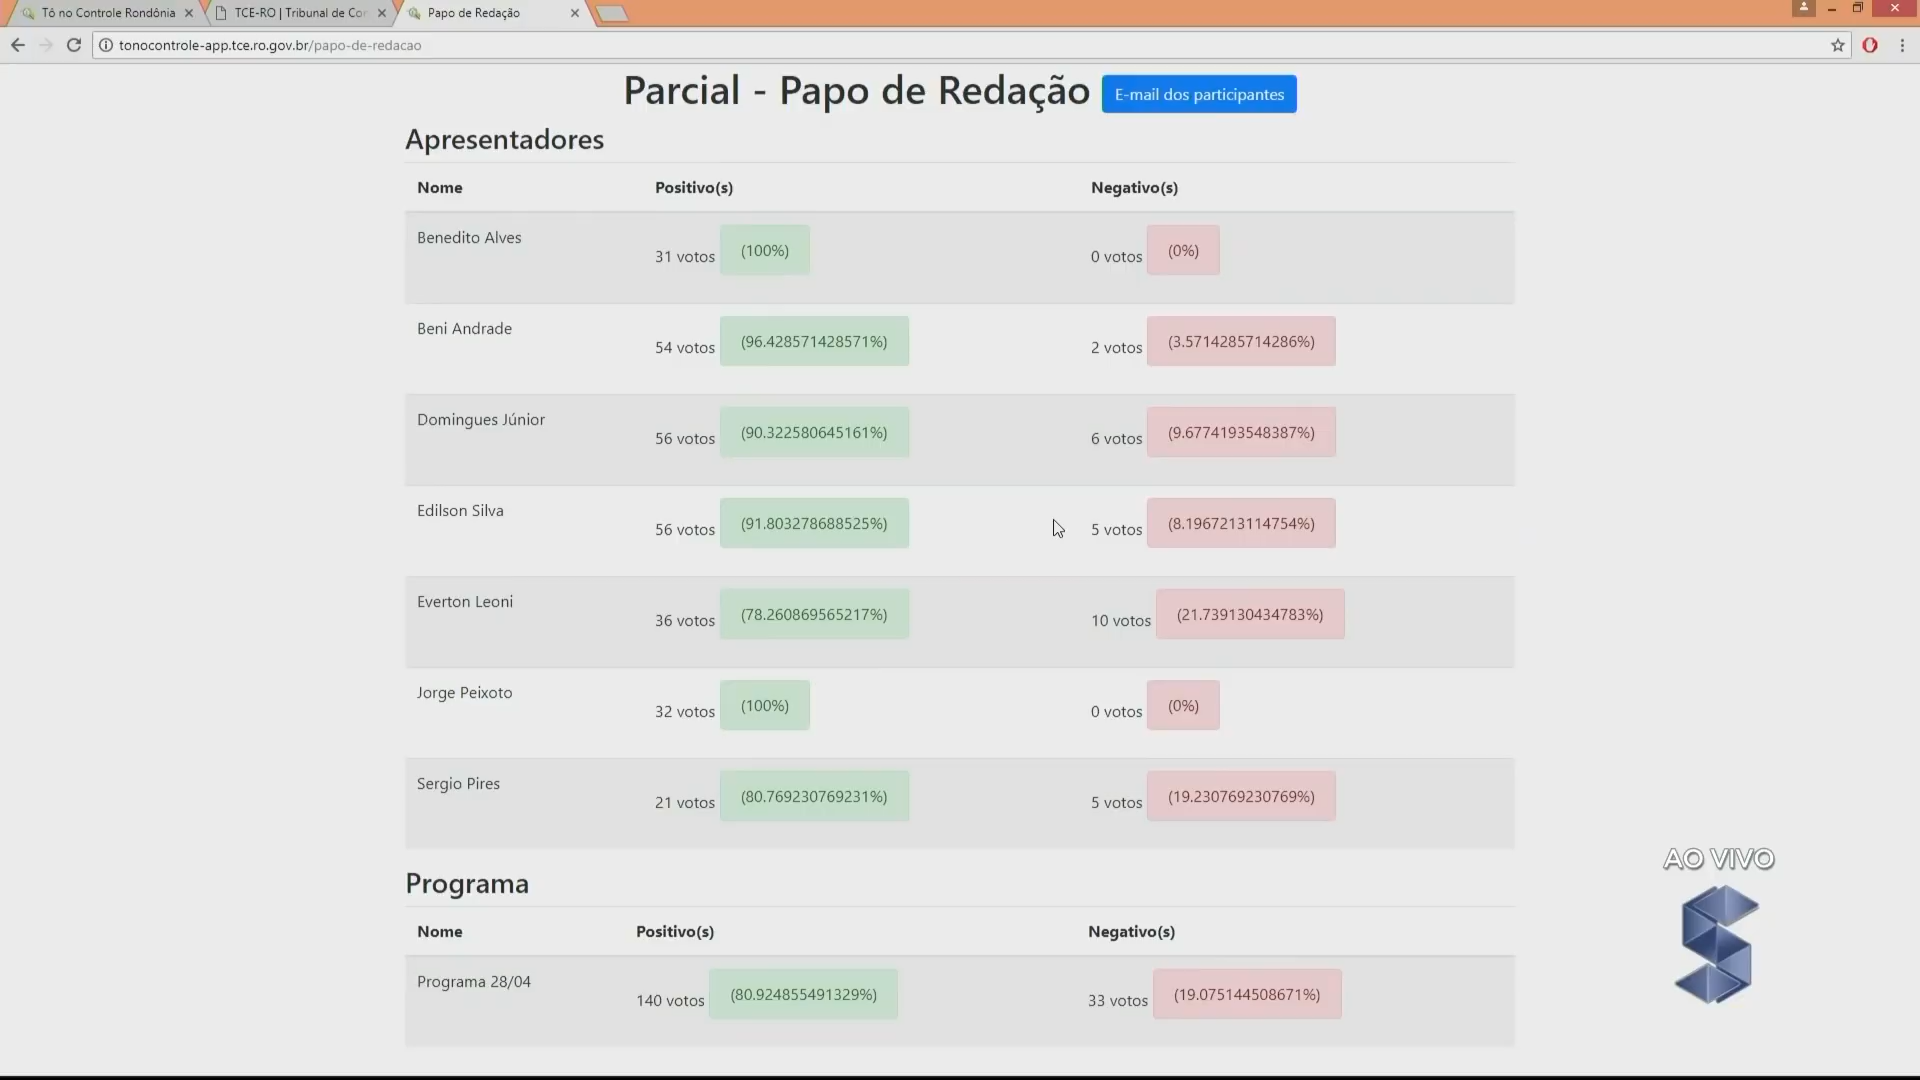 Tô no Controle Rondônia
TCE-RO | Tribunal de Con
Papo de Redação
tonocontrole-app.tce.ro.gov.br/papo-de-redacao
Parcial - Papo de Redação E-mail dos participantes
Apresentadores
Nome Positivo(s) Negativo(s)
Benedito Alves 31 votos (100%) 0 votos (0%)
Beni Andrade 54 votos (96.428571428571%) 2 votos (3.5714285714286%)
Domingues Júnior 56 votos (90.322580645161%) 6 votos (9.6774193548387%)
Edilson Silva 56 votos (91.803278688525%) 5 votos (8.1967213114754%)
Everton Leoni 36 votos (78.260869565217%) 10 votos (21.739130434783%)
Jorge Peixoto 32 votos (100%) 0 votos (0%)
Sergio Pires 21 votos (80.769230769231%) 5 votos (19.230769230769%)
Programa
Nome Positivo(s) Negativo(s)
Programa 28/04 140 votos (80.924855491329%) 33 votos (19.075144508671%)
AO VIVO